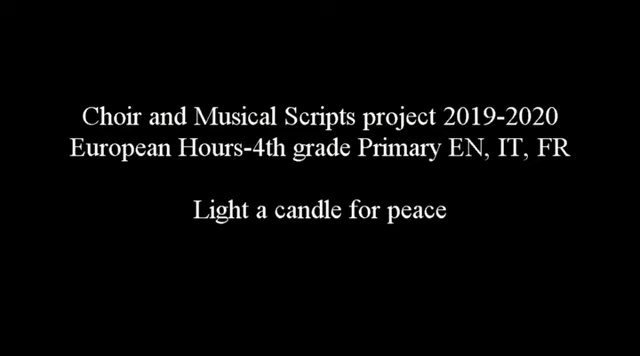 Choir and Musical Scripts project 2019-2020
European Hours-4th grade Primary EN, IT, FR
Light a candle for peace